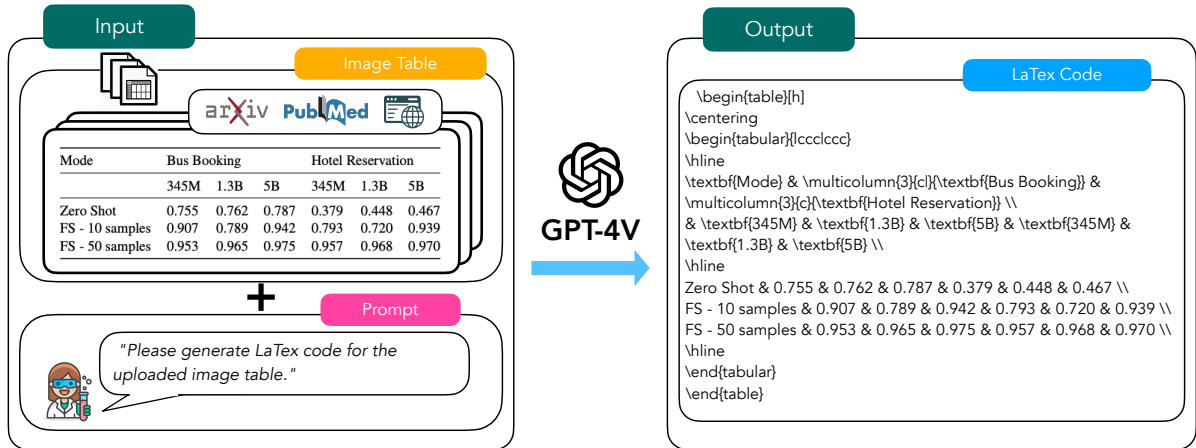 Input
Image Table
arXiv PubMed
Mode Bus Booking Hotel Reservation
345M 1.3B 5B 345M 1.3B 5B
Zero Shot 0.755 0.762 0.787 0.379 0.448 0.467
FS - 10 samples 0.907 0.789 0.942 0.793 0.720 0.939
FS - 50 samples 0.953 0.965 0.975 0.957 0.968 0.970
+
Prompt
"Please generate LaTex code for the
uploaded image table."
GPT-4V
Output
LaTex Code
\begin{table}[h]
\centering
\begin{tabular}{lccc|ccc}
\hline
\textbf{Mode} & \multicolumn{3}{c|}{\textbf{Bus Booking}} &
\multicolumn{3}{c}{\textbf{Hotel Reservation}} \\
& \textbf{345M} & \textbf{1.3B} & \textbf{5B} & \textbf{345M} &
\textbf{1.3B} & \textbf{5B} \\
\hline
Zero Shot & 0.755 & 0.762 & 0.787 & 0.379 & 0.448 & 0.467 \\
FS - 10 samples & 0.907 & 0.789 & 0.942 & 0.793 & 0.720 & 0.939 \\
FS - 50 samples & 0.953 & 0.965 & 0.975 & 0.957 & 0.968 & 0.970 \\
\hline
\end{tabular}
\end{table}